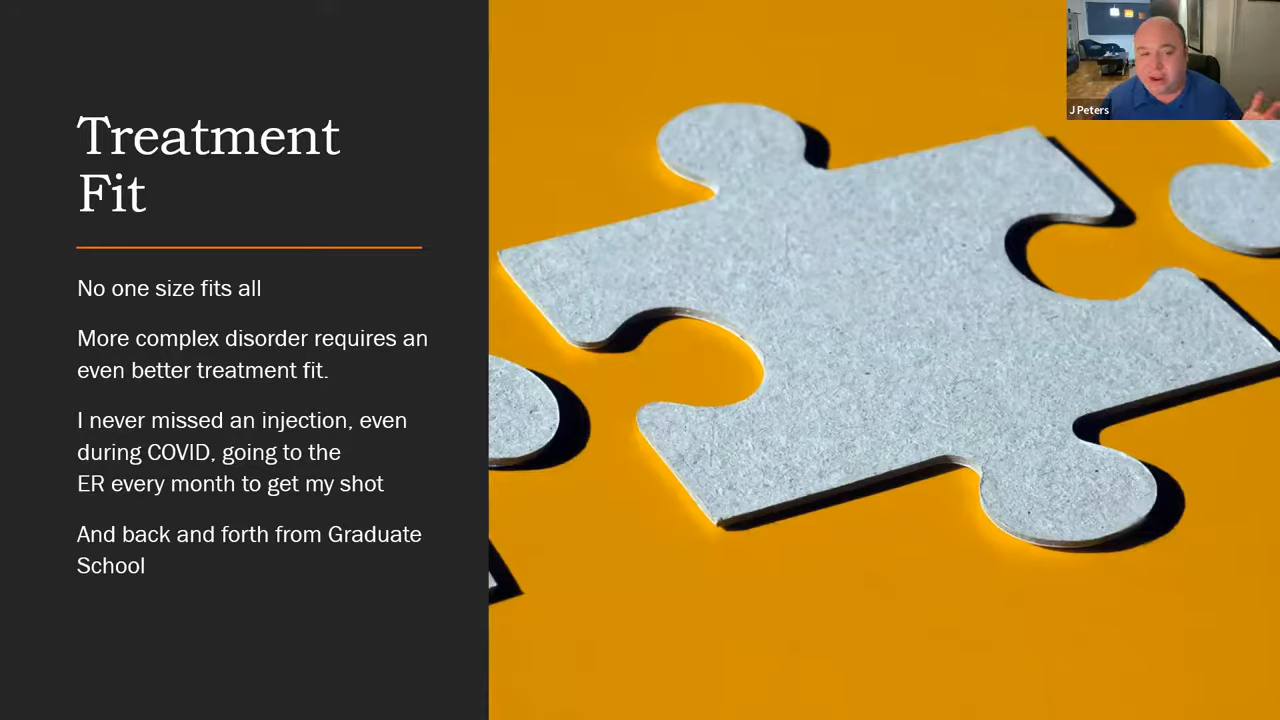 Treatment
Fit
No one size fits all
More complex disorder requires an
even better treatment fit.
I never missed an injection, even
during COVID, going to the
ER every month to get my shot
And back and forth from Graduate
School
J Peters